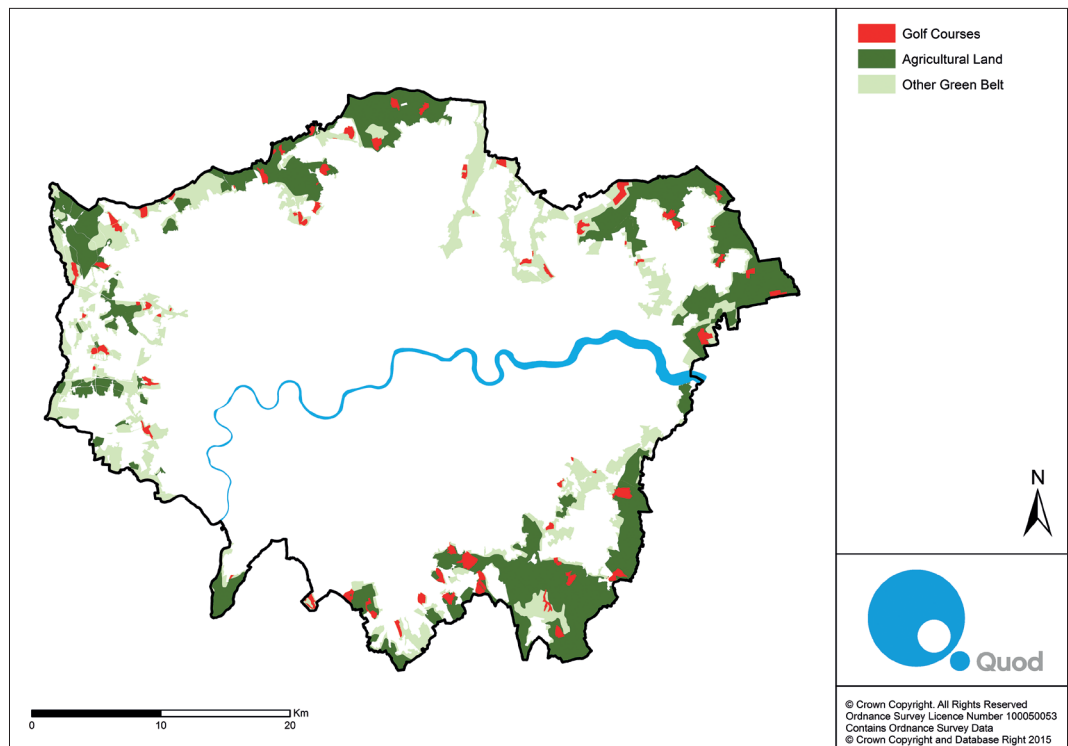 Golf Courses
Agricultural Land
Other Green Belt
N
Km
0
10
20
Quod
© Crown Copyright. All Rights Reserved
Ordnance Survey Licence Number 100050053
Contains Ordnance Survey Data
© Crown Copyright and Database Right 2015